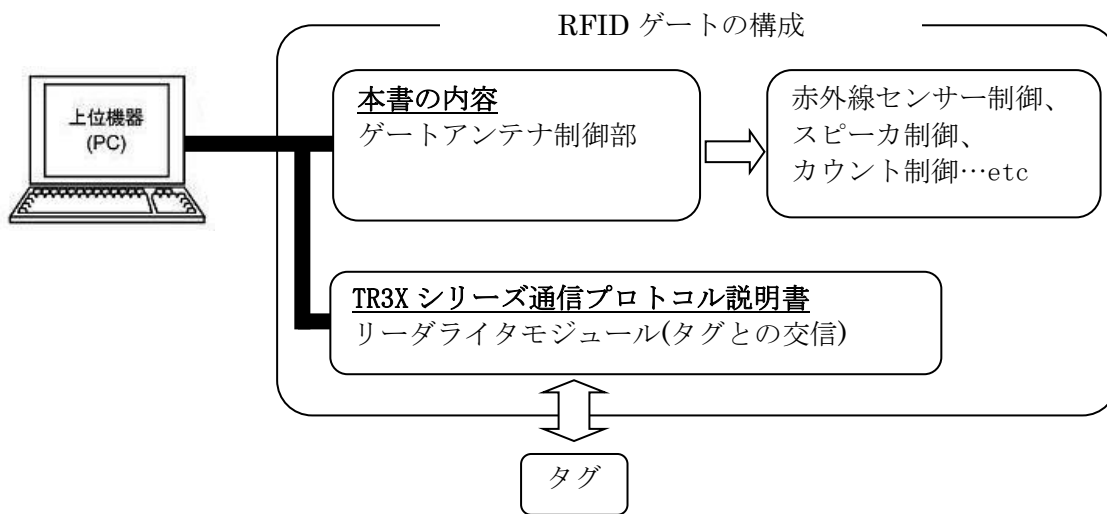 RFID ゲートの構成
上位機器
(PC)
本書の内容
ゲートアンテナ制御部
赤外線センサー制御、
スピーカ制御、
カウント制御…etc
TR3X シリーズ通信プロトコル説明書
リーダライタモジュール(タグとの交信)
タグ